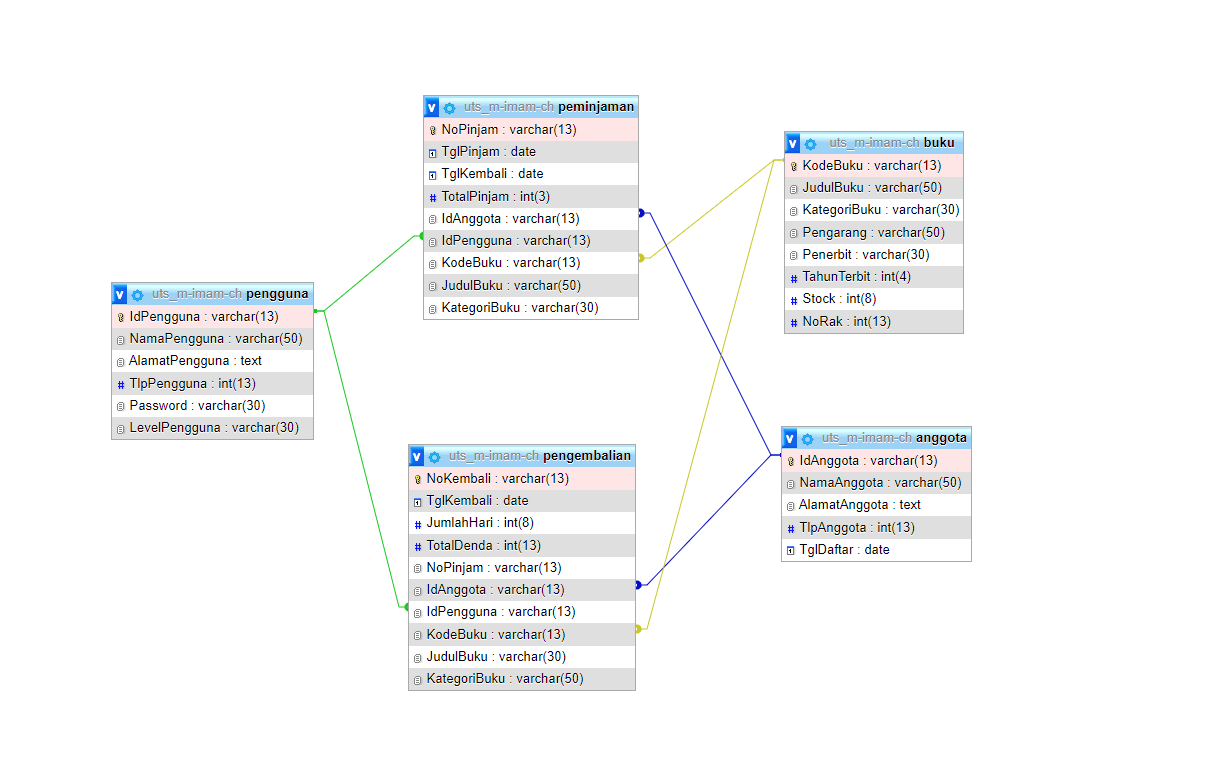 v uts_m-imam-ch peminjaman
NoPinjam : varchar(13)
TglPinjam : date
TglKembali : date
# TotalPinjam : int(3)
IdAnggota : varchar(13)
IdPengguna : varchar(13)
KodeBuku : varchar(13)
JudulBuku : varchar(50)
KategoriBuku : varchar(30)
v uts_m-imam-ch buku
KodeBuku : varchar(13)
JudulBuku : varchar(50)
KategoriBuku : varchar(30)
Pengarang : varchar(50)
Penerbit : varchar(30)
# TahunTerbit : int(4)
# Stock : int(8)
# NoRak : int(13)
v uts_m-imam-ch pengguna
IdPengguna : varchar(13)
NamaPengguna : varchar(50)
AlamatPengguna : text
# TlpPengguna : int(13)
Password : varchar(30)
LevelPengguna : varchar(30)
v uts_m-imam-ch pengembalian
NoKembali : varchar(13)
TglKembali : date
# JumlahHari : int(8)
# TotalDenda : int(13)
NoPinjam : varchar(13)
IdAnggota : varchar(13)
IdPengguna : varchar(13)
KodeBuku : varchar(13)
JudulBuku : varchar(30)
KategoriBuku : varchar(50)
v uts_m-imam-ch anggota
IdAnggota : varchar(13)
NamaAnggota : varchar(50)
AlamatAnggota : text
# TlpAnggota : int(13)
TglDaftar : date